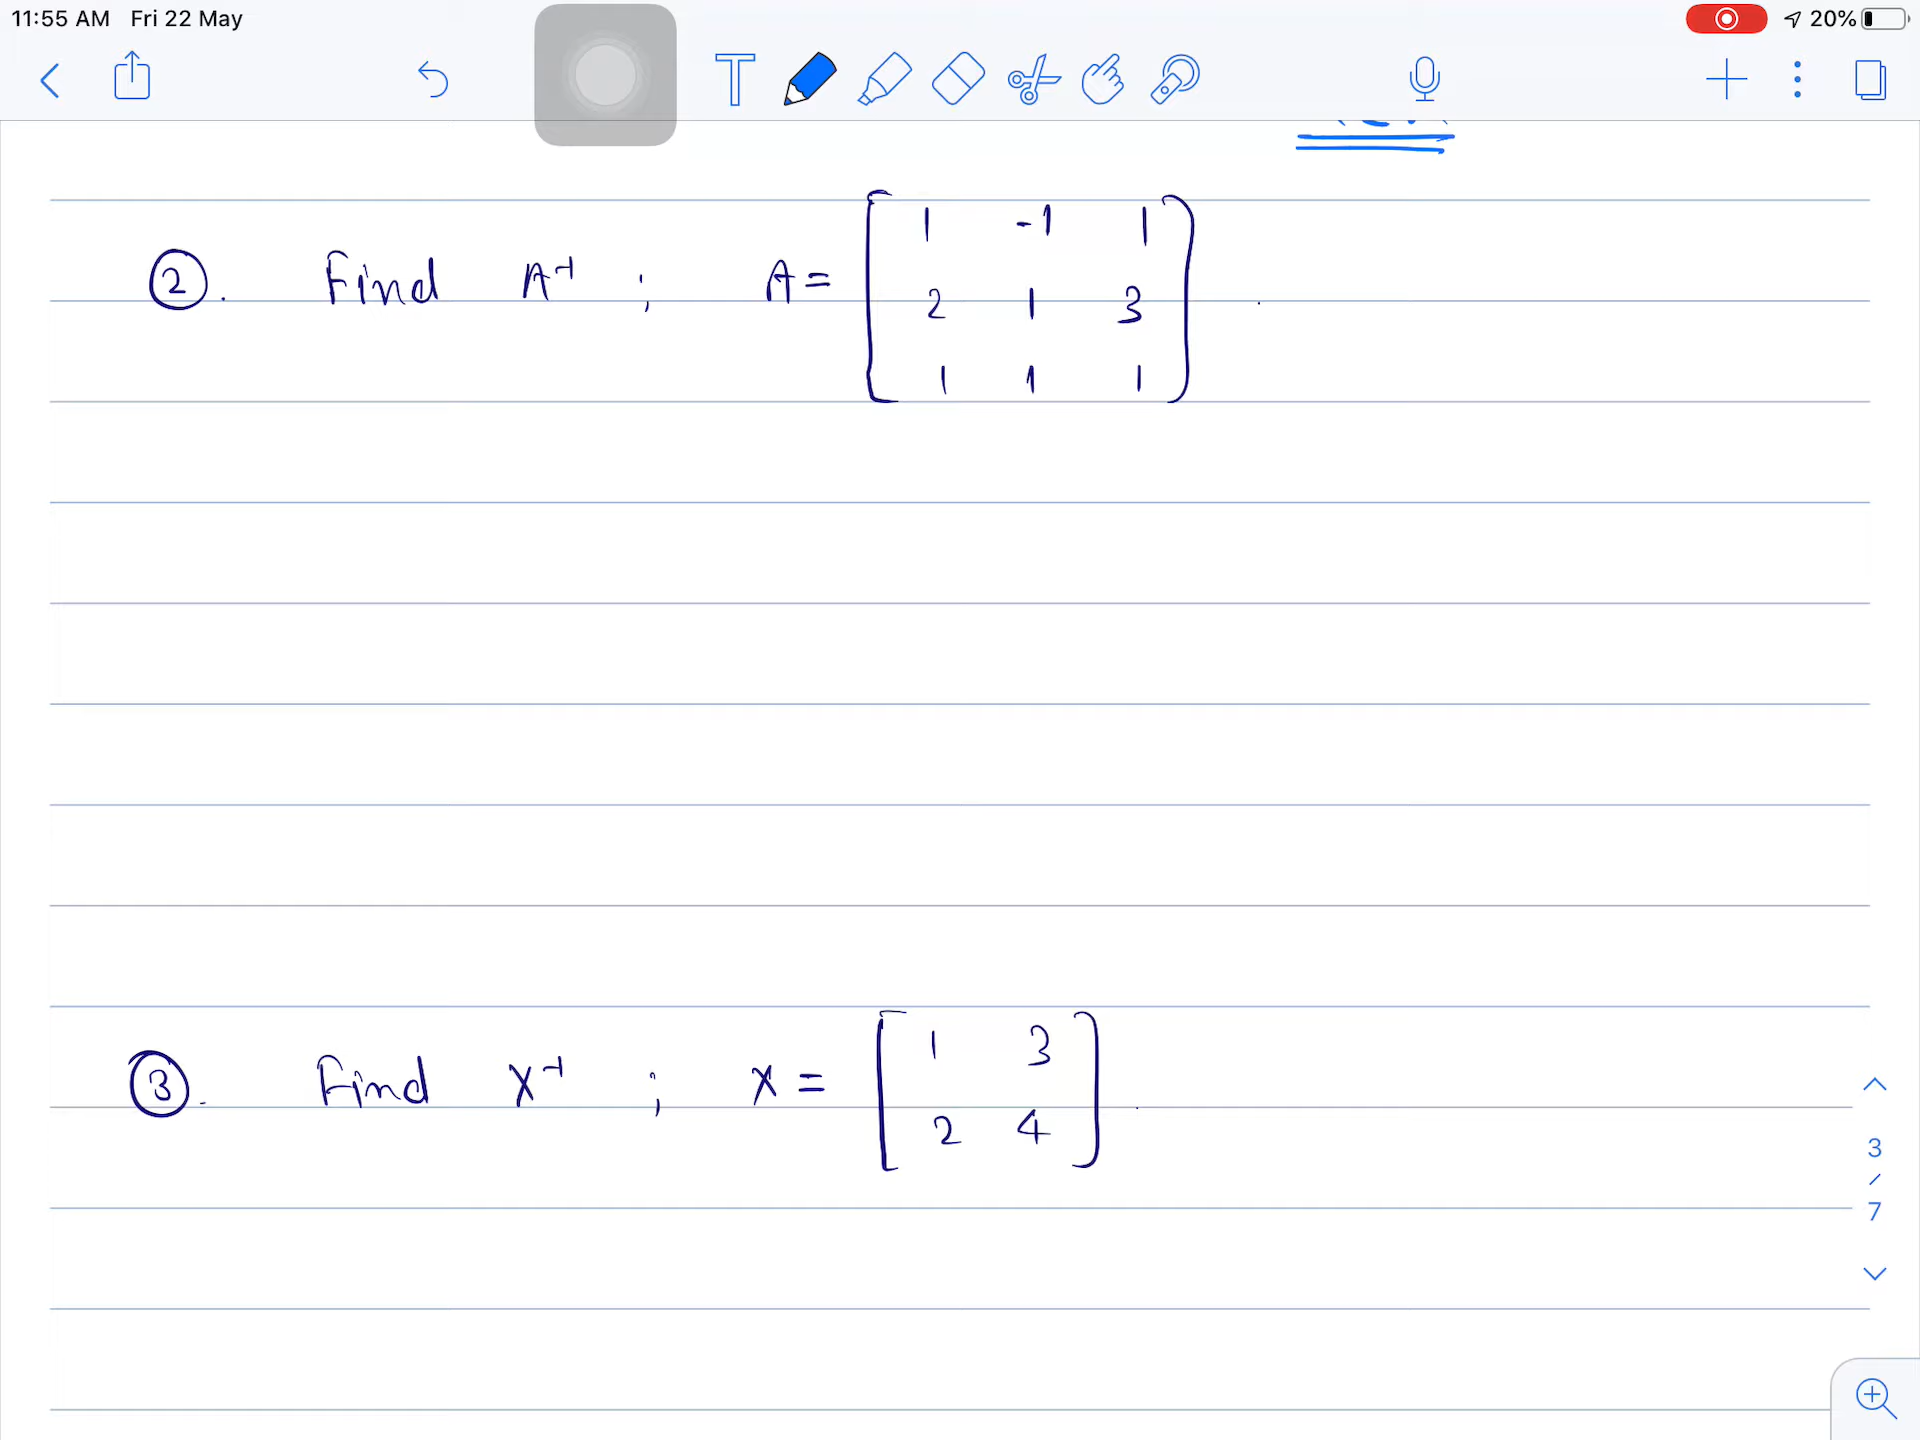 11:55 AM Fri 22 May 20%
1 -1 1
② . Find A⁻¹ ; A = 2 1 3 .
1 1 1
1 3
③ . Find X⁻¹ ; X = 2 4 .
3
/
7